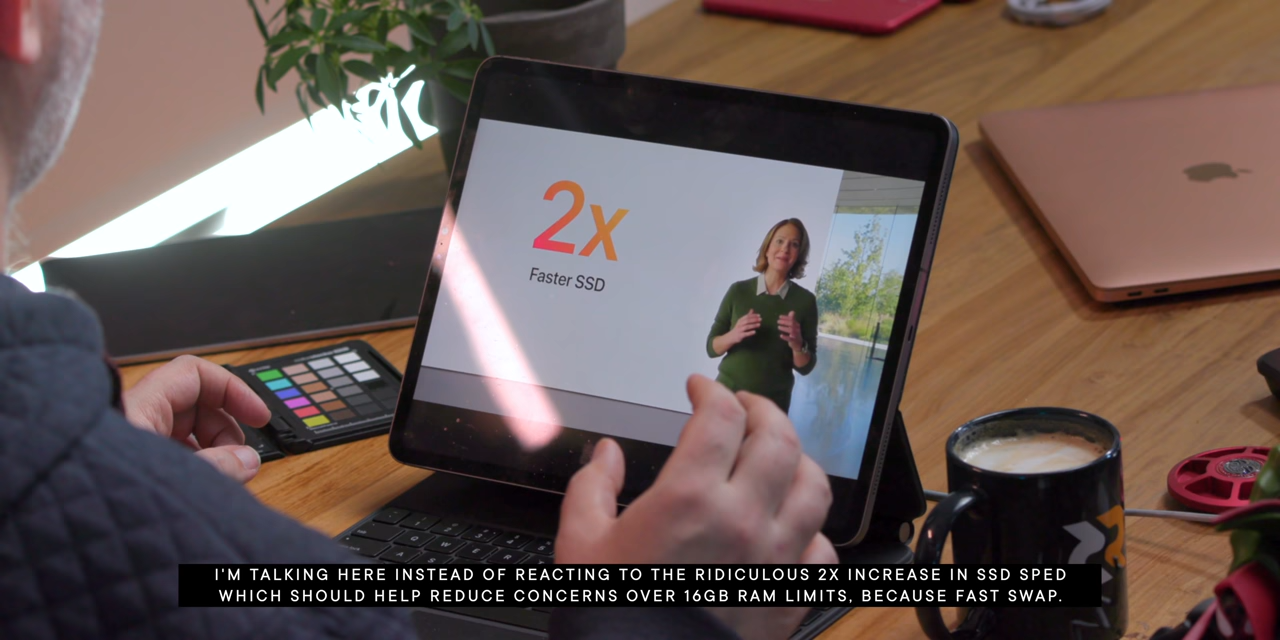 2x
Faster SSD
I'M TALKING HERE INSTEAD OF REACTING TO THE RIDICULOUS 2X INCREASE IN SSD SPED
WHICH SHOULD HELP REDUCE CONCERNS OVER 16GB RAM LIMITS, BECAUSE FAST SWAP.